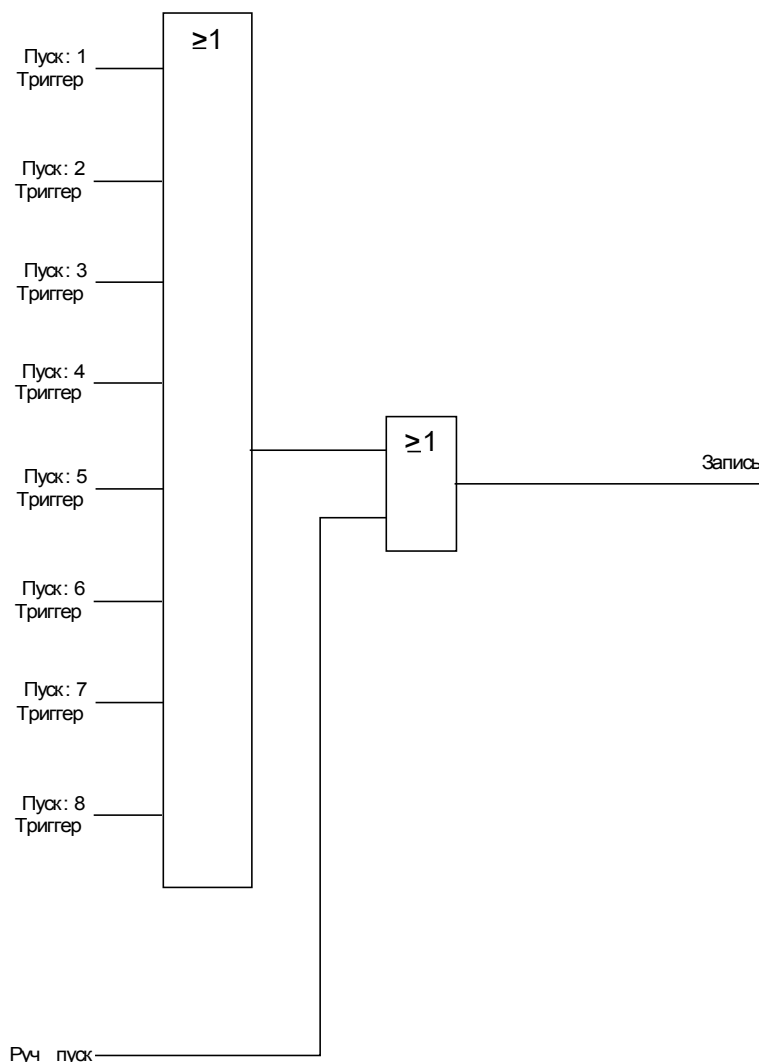 ≥1
Пуск: 1
Триггер
Пуск: 2
Триггер
Пуск: 3
Триггер
Пуск: 4
Триггер
≥1
Запись
Пуск: 5
Триггер
Пуск: 6
Триггер
Пуск: 7
Триггер
Пуск: 8
Триггер
Руч пуск